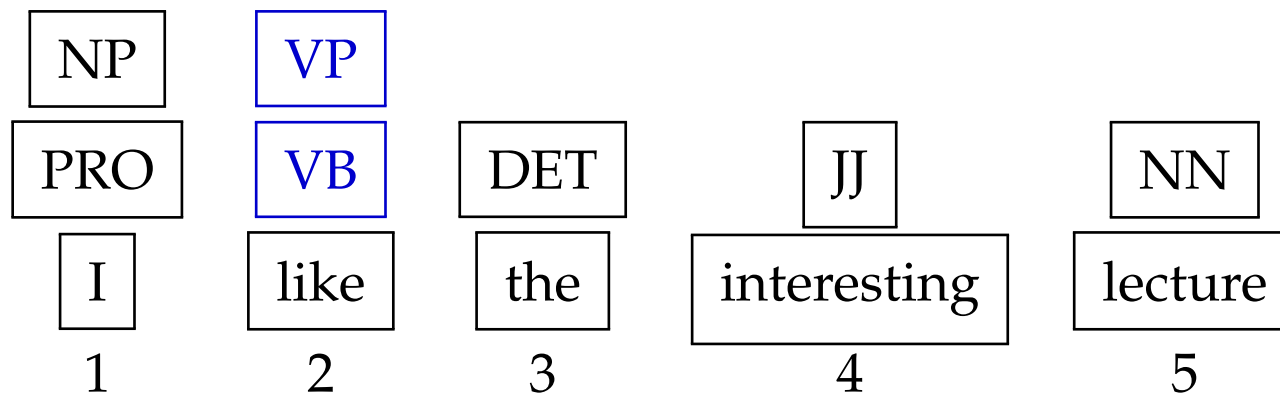 NP VP
PRO VB DET JJ NN
I like the interesting lecture
1 2 3 4 5